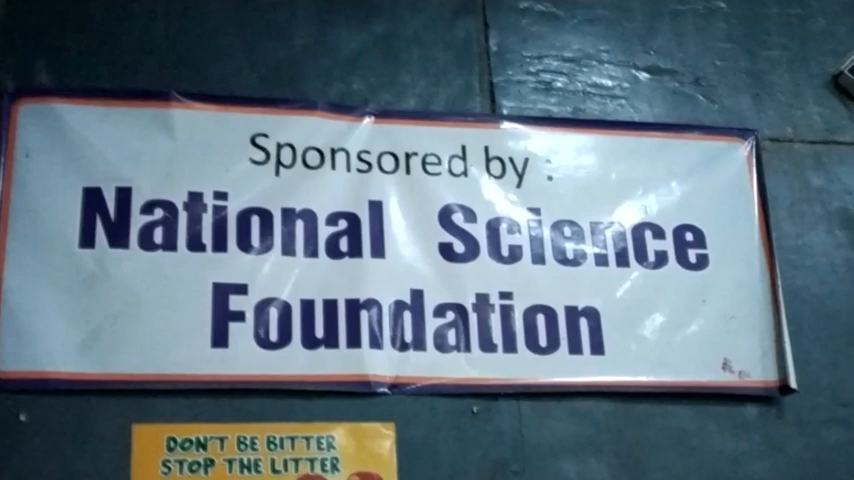 Sponsored by :
National Science
Foundation
DON'T BE BITTER
STOP THE LITTER